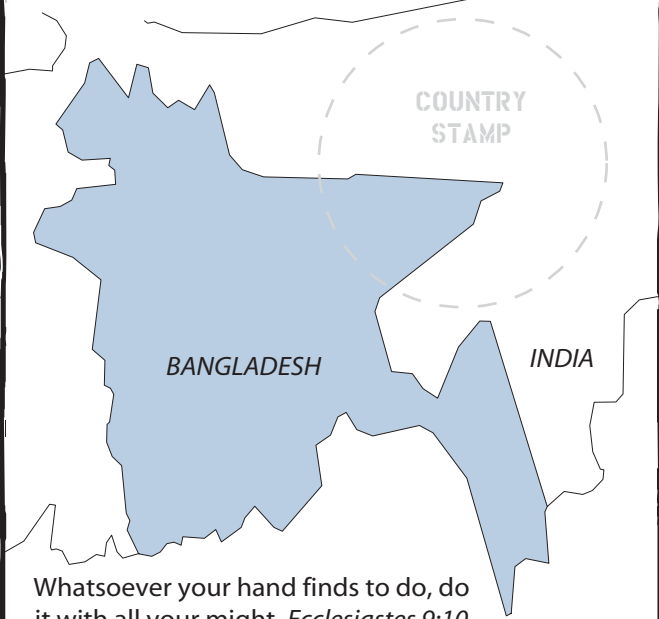 COUNTRY
STAMP
BANGLADESH
INDIA
Whatsoever your hand finds to do, do
it with all your might. Ecclesiastes 9:10